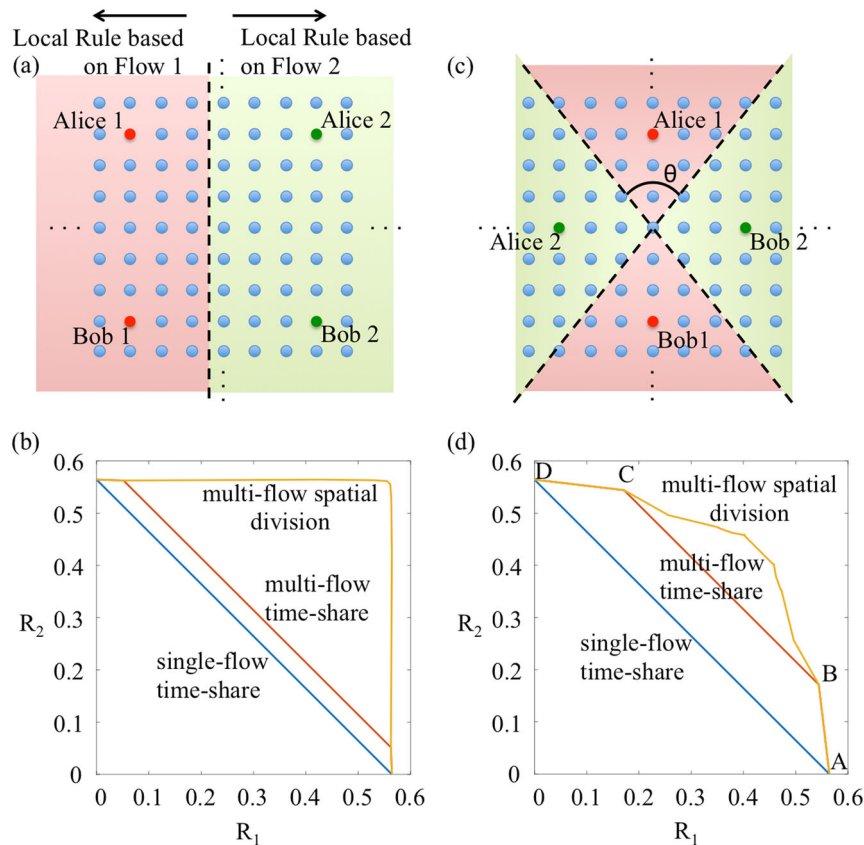 Local Rule based
on Flow 1
Local Rule based
on Flow 2
(a)
Alice 1
Alice 2
Bob 1
Bob 2
(c)
Alice 1
θ
Alice 2
Bob 2
Bob1
(b)
0.6
0.5
0.4
0.3
0.2
0.1
0
R2
multi-flow spatial
division
multi-flow
time-share
single-flow
time-share
0
0.1
0.2
0.3
0.4
0.5
0.6
R1
(d)
0.6
0.5
0.4
0.3
0.2
0.1
0
R2
D
C
multi-flow spatial
division
multi-flow
time-share
single-flow
time-share
B
A
0
0.1
0.2
0.3
0.4
0.5
0.6
R1